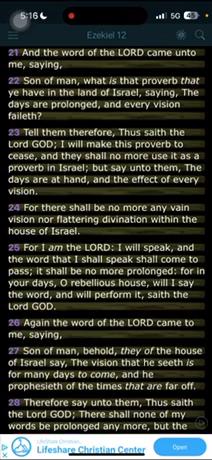 5:16
5G 45
Ezekiel 12
21 And the word of the LORD came unto
me, saying,
22 Son of man, what is that proverb that
ye have in the land of Israel, saying, The
days are prolonged, and every vision
faileth?
23 Tell them therefore, Thus saith the
Lord GOD; I will make this proverb to
cease, and they shall no more use it as a
proverb in Israel; but say unto them, The
days are at hand, and the effect of every
vision.
24 For there shall be no more any vain
vision nor flattering divination within the
house of Israel.
25 For I am the LORD: I will speak, and
the word that I shall speak shall come to
pass; it shall be no more prolonged: for in
your days, O rebellious house, will I say
the word, and will perform it, saith the
Lord GOD.
26 Again the word of the LORD came to
me, saying,
27 Son of man, behold, they of the house
of Israel say, The vision that he seeth is
for many days to come, and he
prophesieth of the times that are far off.
28 Therefore say unto them, Thus saith
the Lord GOD; There shall none of my
words be prolonged any more, but the
LifeShare Christian...
Lifeshare Christian Center
Open